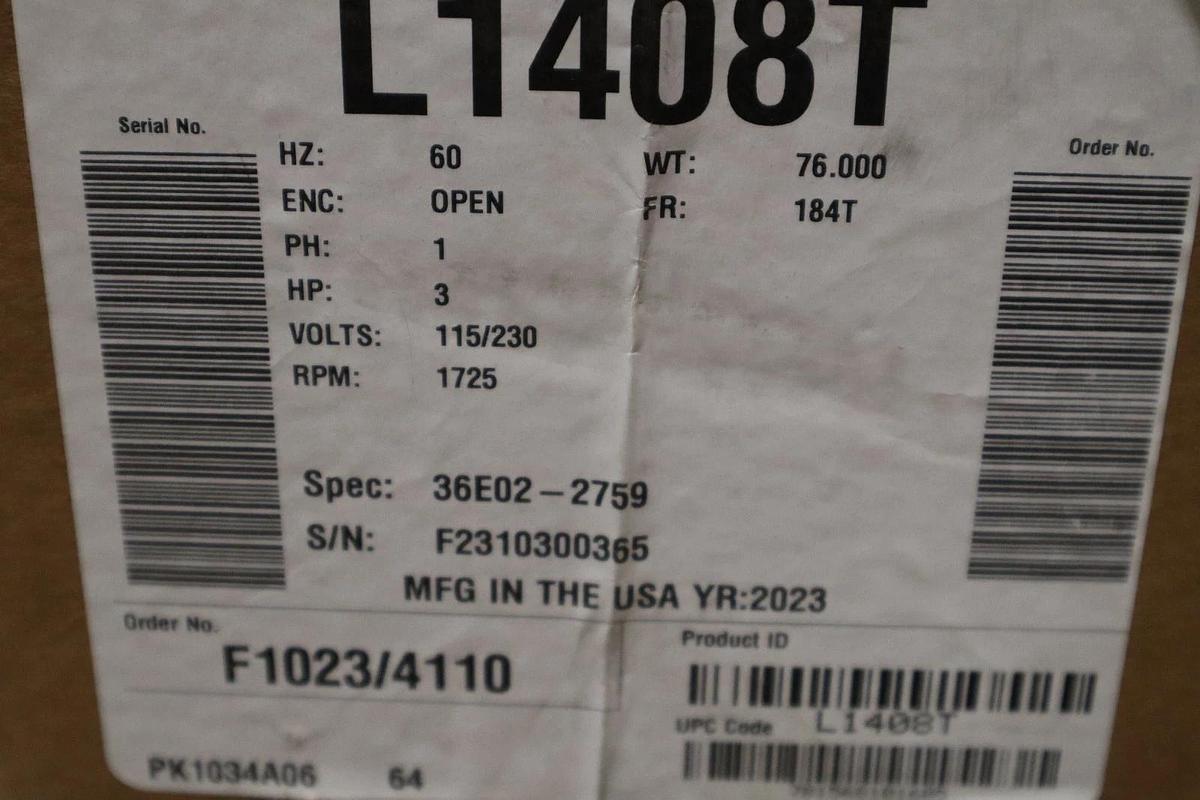 L1408T
Serial No.
Order No.
HZ: 60 WT: 76.000
ENC: OPEN FR: 184T
PH: 1
HP: 3
VOLTS: 115/230
RPM: 1725
Spec: 36E02-2759
S/N: F2310300365
MFG IN THE USA YR:2023
Order No.
F1023/4110
Product ID
UPC Code L1408T
PK1034A06 64